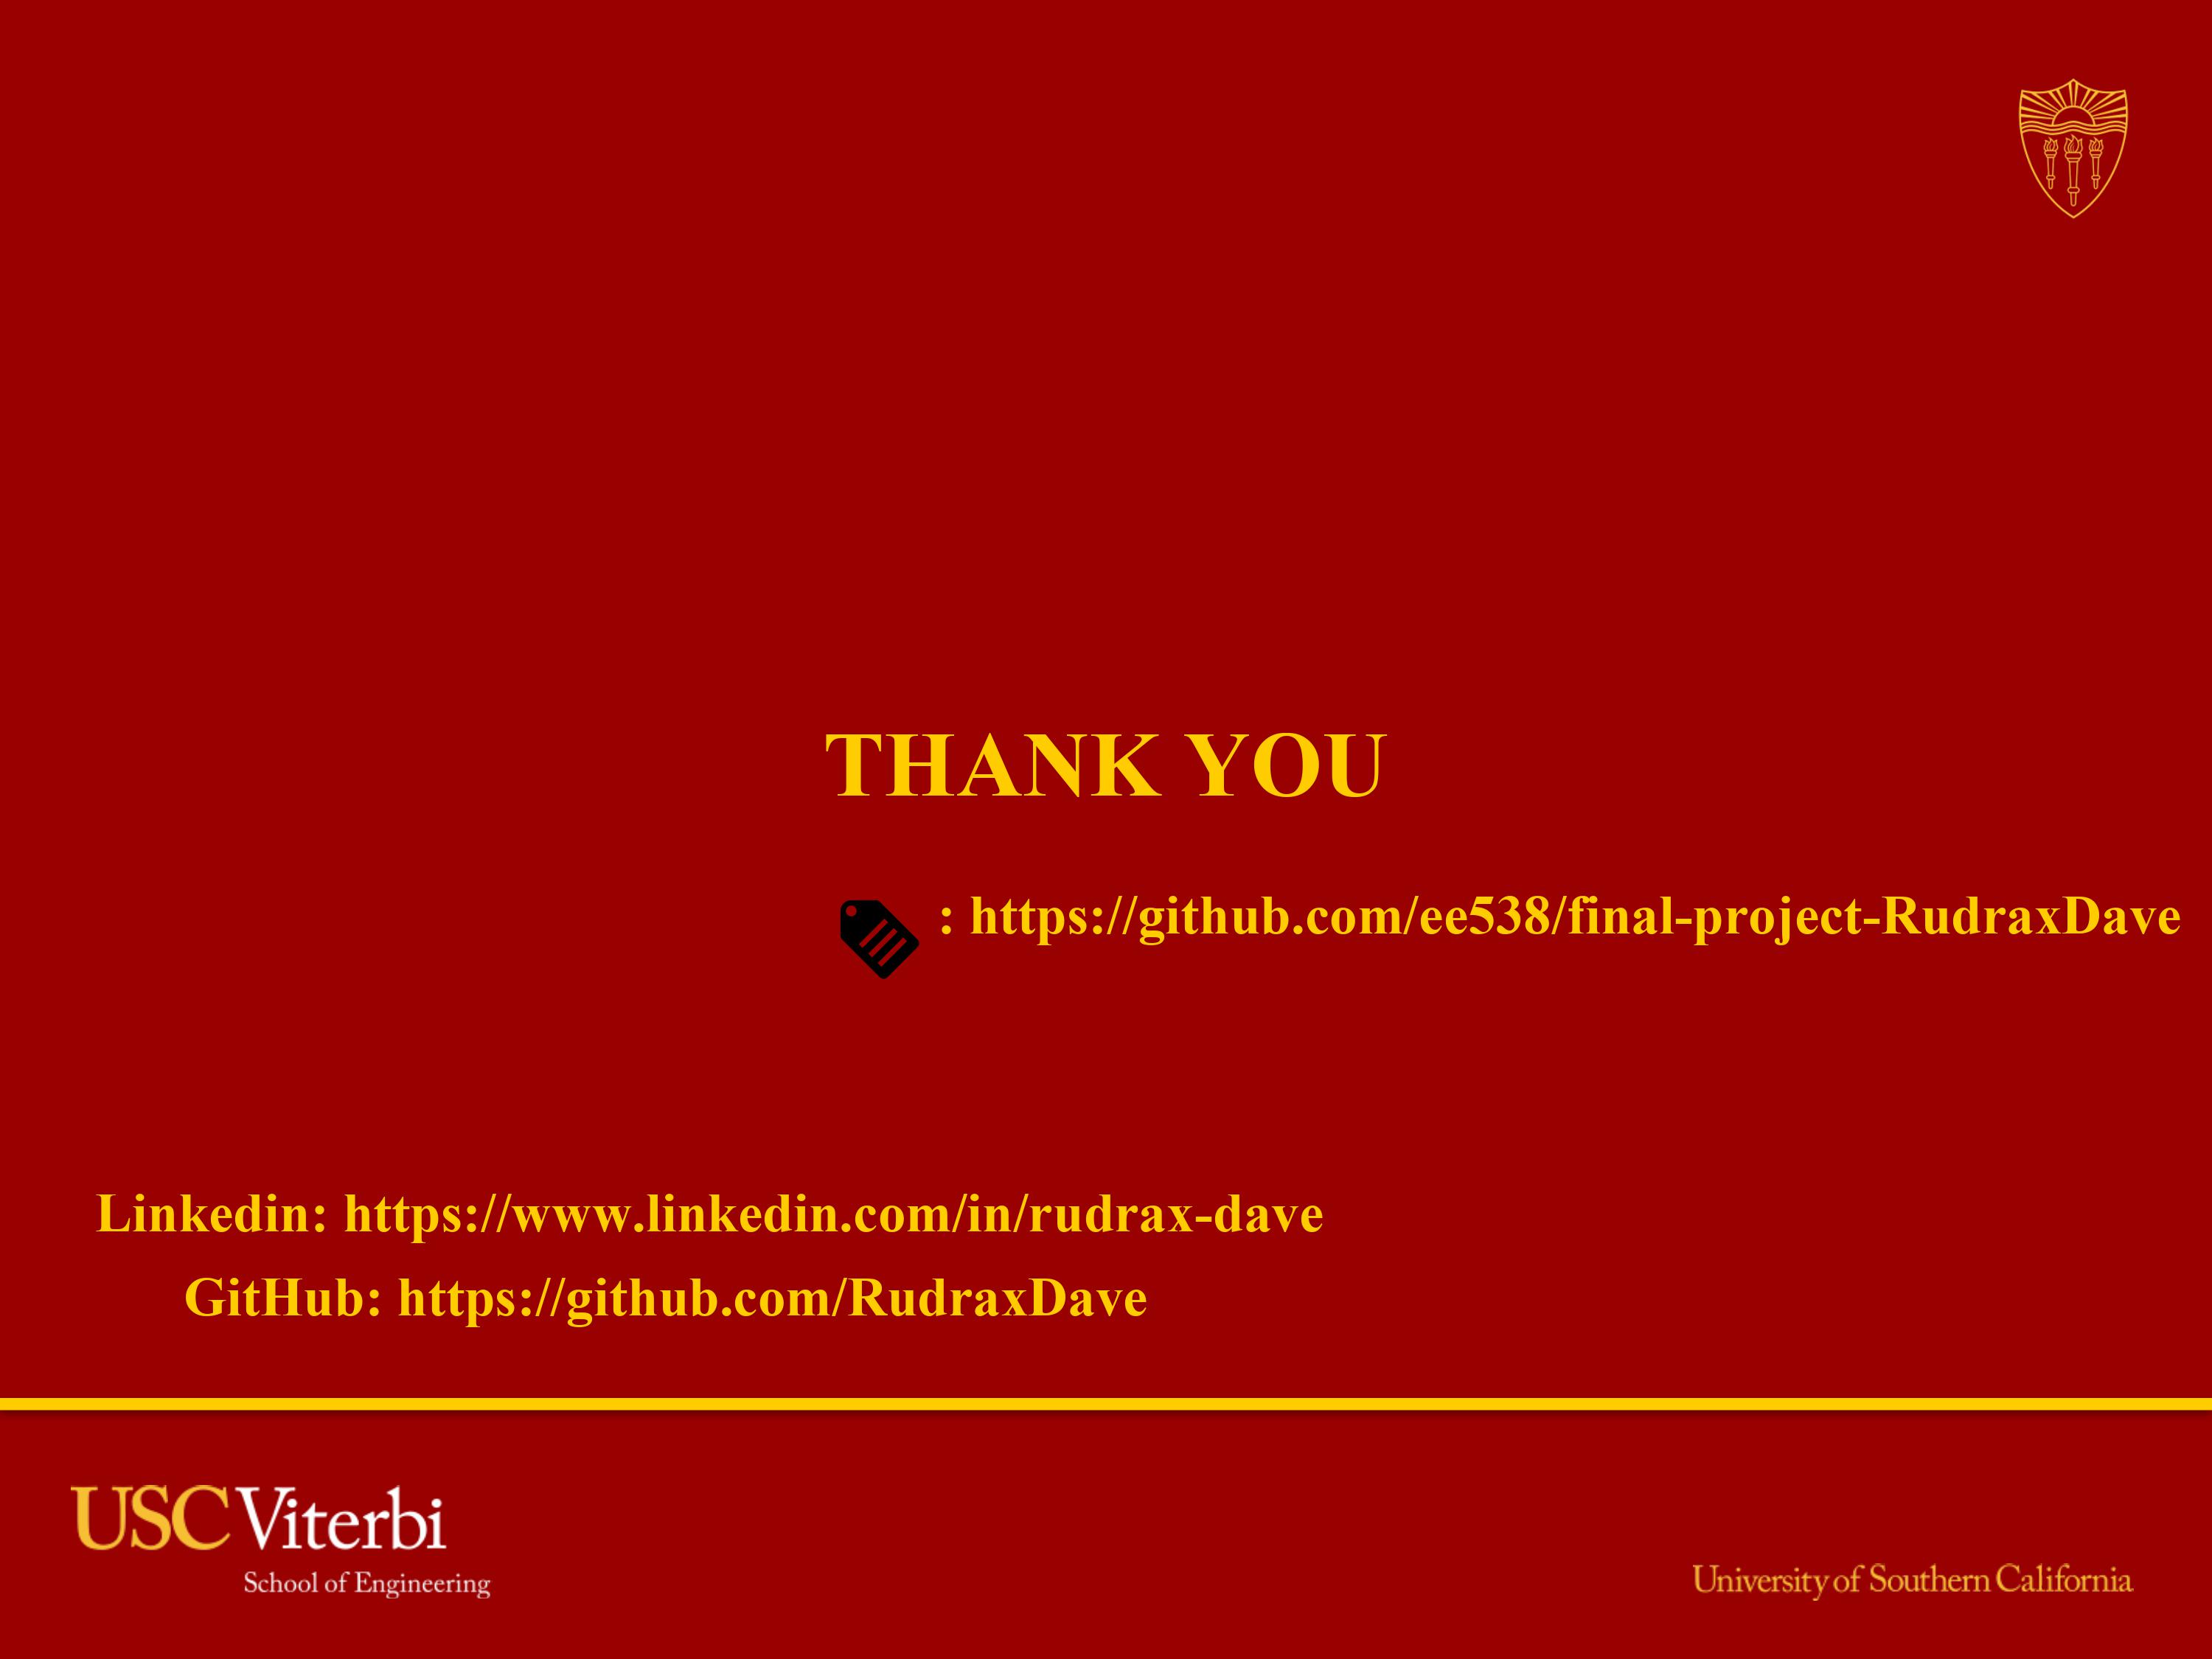 THANK YOU
: https://github.com/ee538/final-project-RudraxDave
Linkedin: https://www.linkedin.com/in/rudrax-dave
GitHub: https://github.com/RudraxDave
USC Viterbi
School of Engineering
University of Southern California